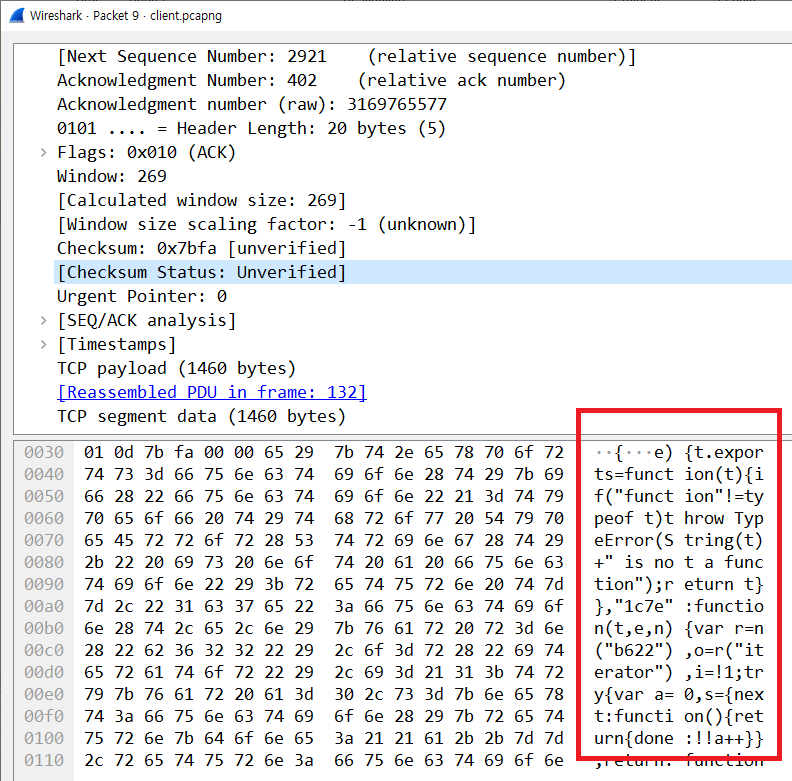 Wireshark · Packet 9 · client.pcapng
[Next Sequence Number: 2921    (relative sequence number)]
Acknowledgment Number: 402    (relative ack number)
Acknowledgment number (raw): 3169765577
0101 .... = Header Length: 20 bytes (5)
Flags: 0x010 (ACK)
Window: 269
[Calculated window size: 269]
[Window size scaling factor: -1 (unknown)]
Checksum: 0x7bfa [unverified]
[Checksum Status: Unverified]
Urgent Pointer: 0
[SEQ/ACK analysis]
[Timestamps]
TCP payload (1460 bytes)
[Reassembled PDU in frame: 132]
TCP segment data (1460 bytes)
0030  01 0d 7b fa 00 00 65 29  7b 74 2e 65 78 70 6f 72  ··{···e) {t.expor
0040  74 73 3d 66 75 6e 63 74  69 6f 6e 28 74 29 7b 69  ts=funct ion(t){i
0050  66 28 22 66 75 6e 63 74  69 6f 6e 22 21 3d 74 79  f("funct ion"!=ty
0060  70 65 6f 66 20 74 29 74  68 72 6f 77 20 54 79 70  peof t)t hrow Typ
0070  65 45 72 72 6f 72 28 53  74 72 69 6e 67 28 74 29  eError(S tring(t)
0080  2b 22 20 69 73 20 6e 6f  74 20 61 20 66 75 6e 63  +" is no t a func
0090  74 69 6f 6e 22 29 3b 72  65 74 75 72 6e 20 74 7d  tion");r eturn t}
00a0  7d 2c 22 31 63 37 65 22  3a 66 75 6e 63 74 69 6f  },"1c7e" :functio
00b0  6e 28 74 2c 65 2c 6e 29  7b 76 61 72 20 72 3d 6e  n(t,e,n) {var r=n
00c0  28 22 62 36 32 32 22 29  2c 6f 3d 72 28 22 69 74  ("b622") ,o=r("it
00d0  65 72 61 74 6f 72 22 29  2c 69 3d 21 31 3b 74 72  erator") ,i=!1;tr
00e0  79 7b 76 61 72 20 61 3d  30 2c 73 3d 7b 6e 65 78  y{var a= 0,s={nex
00f0  74 3a 66 75 6e 63 74 69  6f 6e 28 29 7b 72 65 74  t:functi on(){ret
0100  75 72 6e 7b 64 6f 6e 65  3a 21 21 61 2b 2b 7d 7d  urn{done :!!a++}}
0110  2c 72 65 74 75 72 6e 3a  66 75 6e 63 74 69 6f 6e  ,return: function